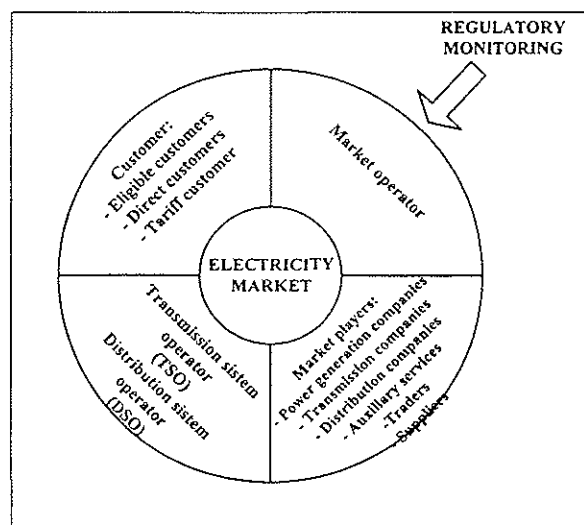 REGULATORY
MONITORING
Customer:
- Eligible customers
- Direct customers
- Tariff customer
Market operator
ELECTRICITY
MARKET
Transmission sistem
operator
(TSO)
Distribution sistem
operator
(DSO)
Market players:
- Power generation companies
- Transmission companies
- Distribution companies
- Auxillary services
-Traders
-Suppliers